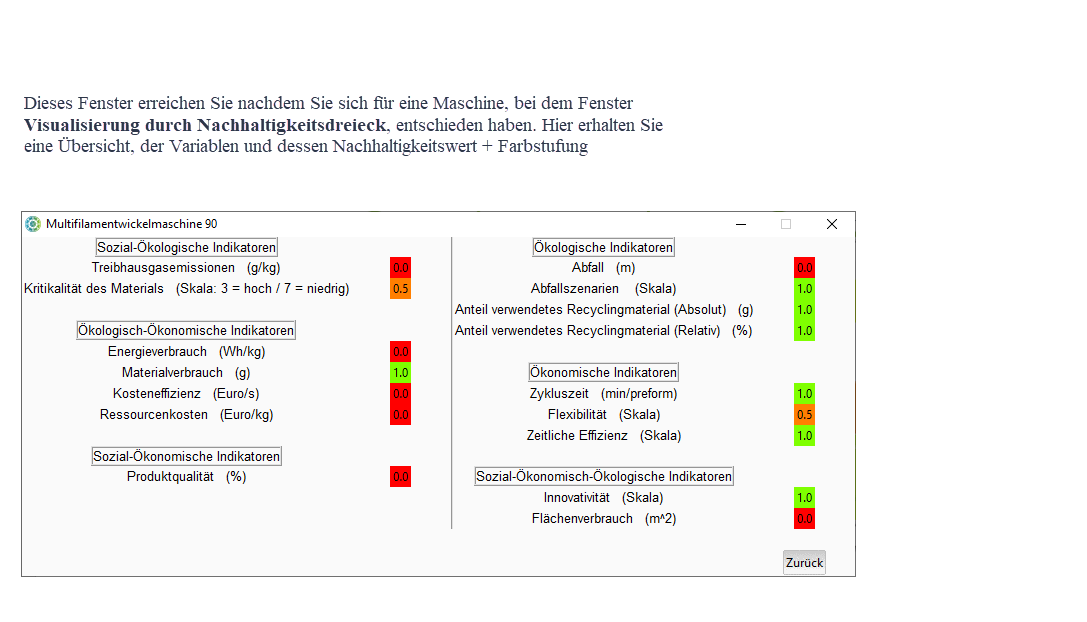 Dieses Fenster erreichen Sie nachdem Sie sich für eine Maschine, bei dem Fenster
Visualisierung durch Nachhaltigkeitsdreieck, entschieden haben. Hier erhalten Sie
eine Übersicht, der Variablen und dessen Nachhaltigkeitswert + Farbstufung
Multifilamentwickelmaschine 90
Sozial-Ökologische Indikatoren
Treibhausgasemissionen (g/kg) 0.0
Kritikalität des Materials (Skala: 3 = hoch / 7 = niedrig) 0.5
Ökologisch-Ökonomische Indikatoren
Energieverbrauch (Wh/kg) 0.0
Materialverbrauch (g) 1.0
Kosteneffizienz (Euro/s) 0.0
Ressourcenkosten (Euro/kg) 0.0
Sozial-Ökonomische Indikatoren
Produktqualität (%) 0.0
Ökologische Indikatoren
Abfall (m) 0.0
Abfallszenarien (Skala) 1.0
Anteil verwendetes Recyclingmaterial (Absolut) (g) 1.0
Anteil verwendetes Recyclingmaterial (Relativ) (%) 1.0
Ökonomische Indikatoren
Zykluszeit (min/preform) 1.0
Flexibilität (Skala) 0.5
Zeitliche Effizienz (Skala) 1.0
Sozial-Ökonomisch-Ökologische Indikatoren
Innovativität (Skala) 1.0
Flächenverbrauch (m^2) 0.0
Zurück